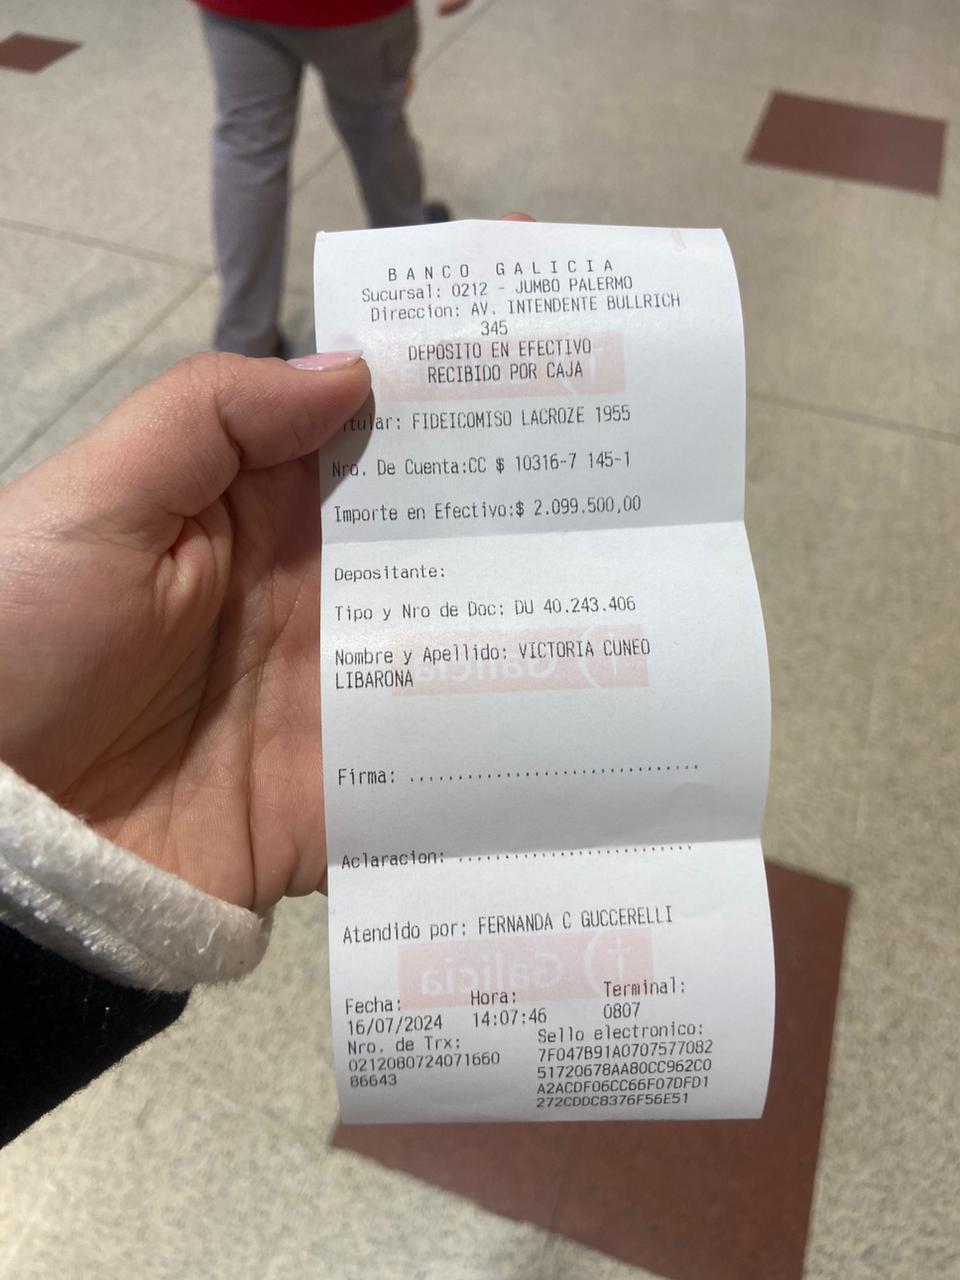 BANCO GALICIA
Sucursal: 0212 - JUMBO PALERMO
Direccion: AV. INTENDENTE BULLRICH
345
DEPOSITO EN EFECTIVO
RECIBIDO POR CAJA
tular: FIDEICOMISO LACROZE 1955
Nro. De Cuenta:CC $ 10316-7 145-1
Importe en Efectivo:$ 2.099.500,00
Depositante:
Tipo y Nro de Doc: DU 40.243.406
Nombre y Apellido: VICTORIA CUNEO
LIBARONA
Firma: ..............................
Aclaracion: .........................
Atendido por: FERNANDA C GUCCERELLI
Galicia
Fecha: Hora: Terminal:
16/07/2024 14:07:46 0807
Nro. de Trx: Sello electronico:
0212080724071660 7F047B91A0707577082
86643 51720678AA80CC962C0
A2ACDF06CC66F07DFD1
272CDDC8376F56E51